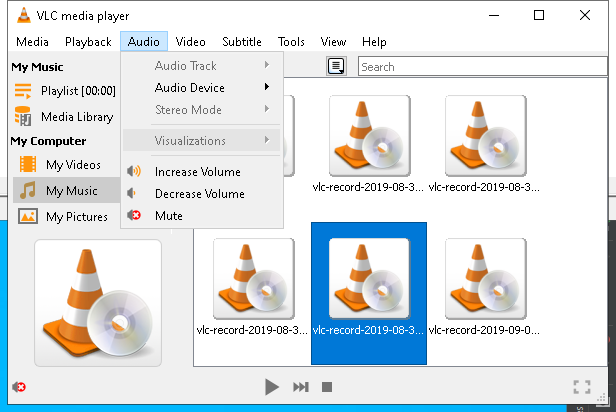 VLC media player
Media Playback Audio Video Subtitle Tools View Help
My Music
Playlist [00:00]
Media Library
My Computer
My Videos
My Music
My Pictures
Audio Track
Audio Device
Stereo Mode
Visualizations
Increase Volume
Decrease Volume
Mute
Search
vlc-record-2019-08-3... vlc-record-2019-08-3...
vlc-record-2019-08-3... vlc-record-2019-08-3... vlc-record-2019-09-0...